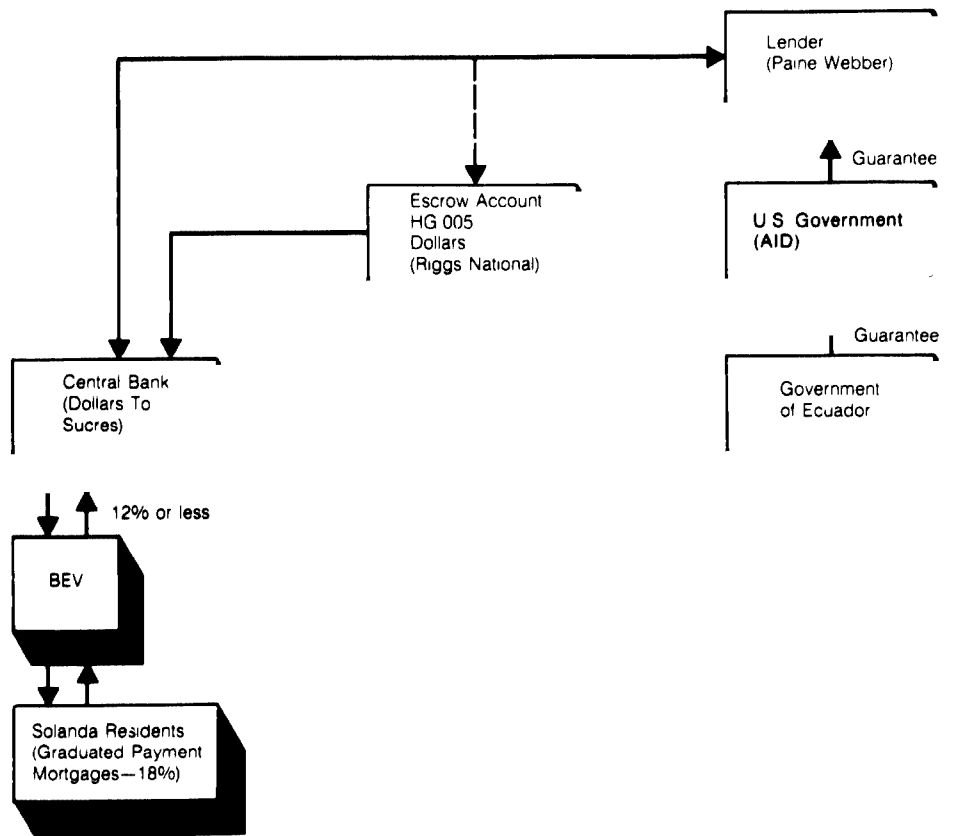 Lender
(Paine Webber)
Guarantee
Escrow Account
HG 005
Dollars
(Riggs National)
U S Government
(AID)
Guarantee
Central Bank
(Dollars To
Sucres)
Government
of Ecuador
12% or less
BEV
Solanda Residents
(Graduated Payment
Mortgages—18%)